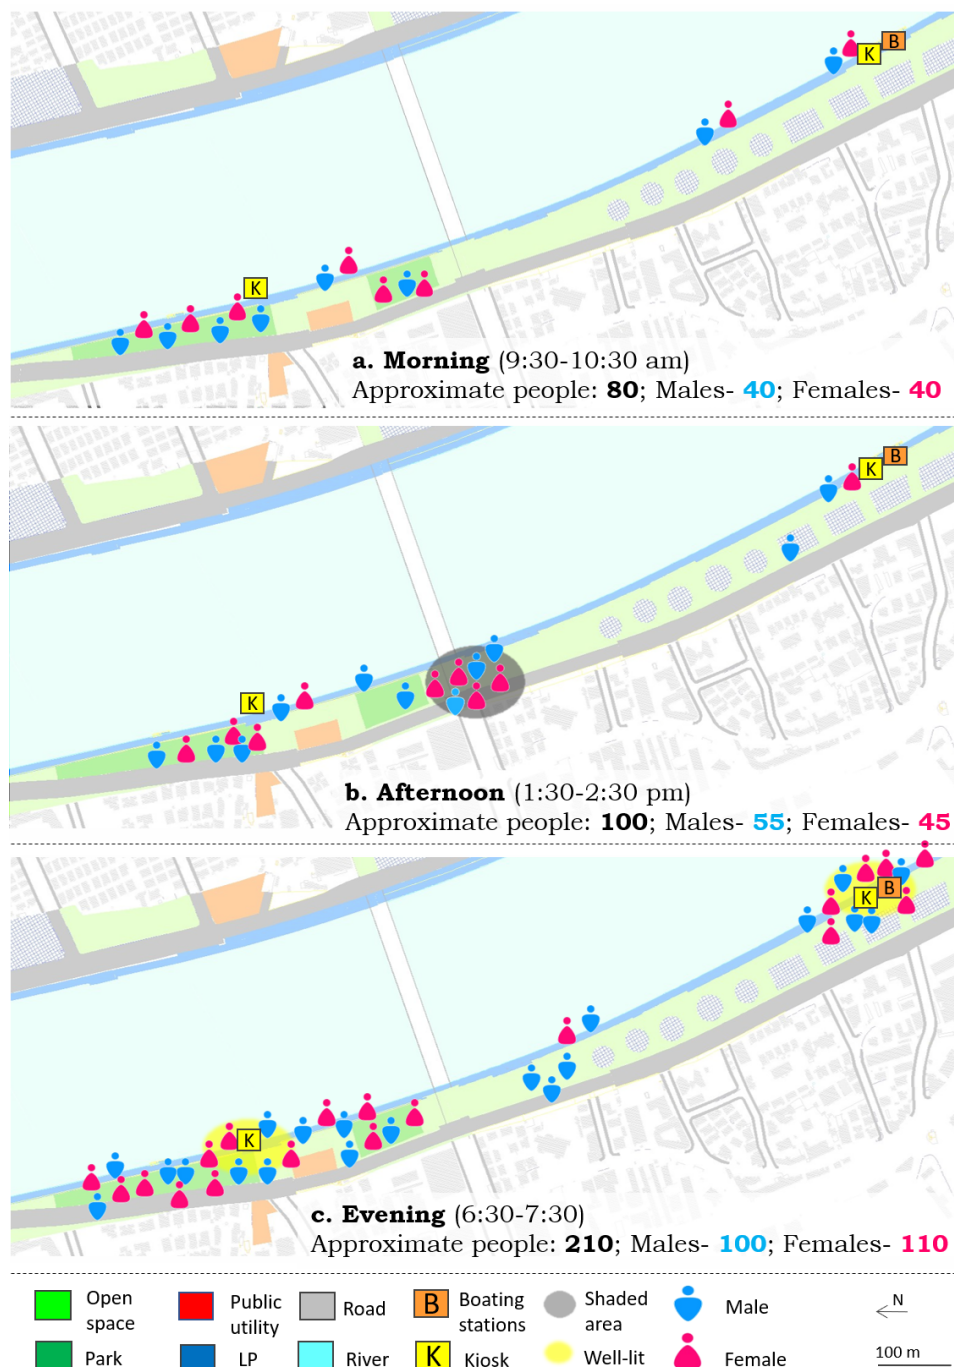 B
K
K
a. Morning (9:30-10:30 am)
Approximate people: 80; Males- 40; Females- 40
B
K
K
b. Afternoon (1:30-2:30 pm)
Approximate people: 100; Males- 55; Females- 45
B
K
K
c. Evening (6:30-7:30)
Approximate people: 210; Males- 100; Females- 110
Open space
Public utility
Road
B Boating stations
Shaded area
Male
N
Park
LP
River
K Kiosk
Well-lit
Female
100 m